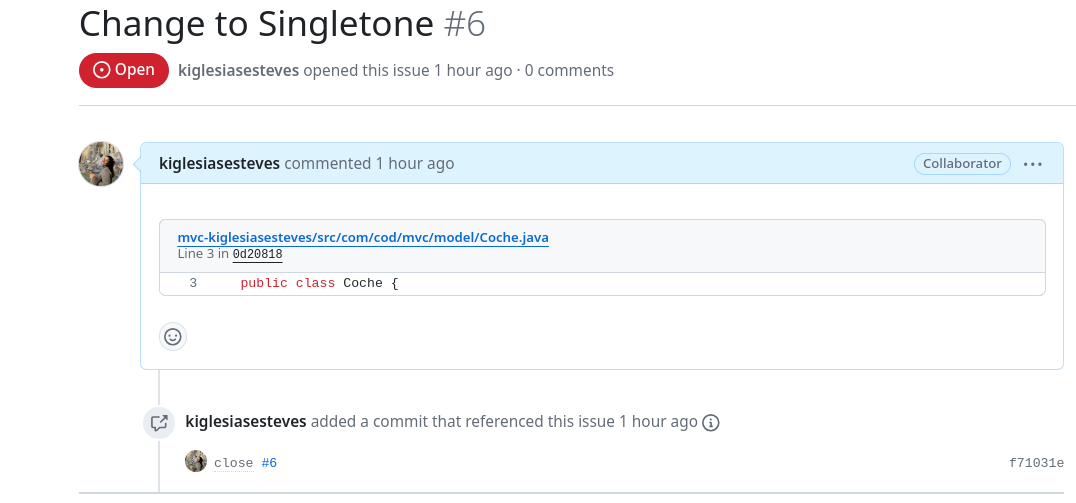 Change to Singletone #6
Open kiglesiasesteves opened this issue 1 hour ago · 0 comments
kiglesiasesteves commented 1 hour ago Collaborator ···
mvc-kiglesiasesteves/src/com/cod/mvc/model/Coche.java
Line 3 in 0d20818
3 public class Coche {
kiglesiasesteves added a commit that referenced this issue 1 hour ago
close #6 f71031e